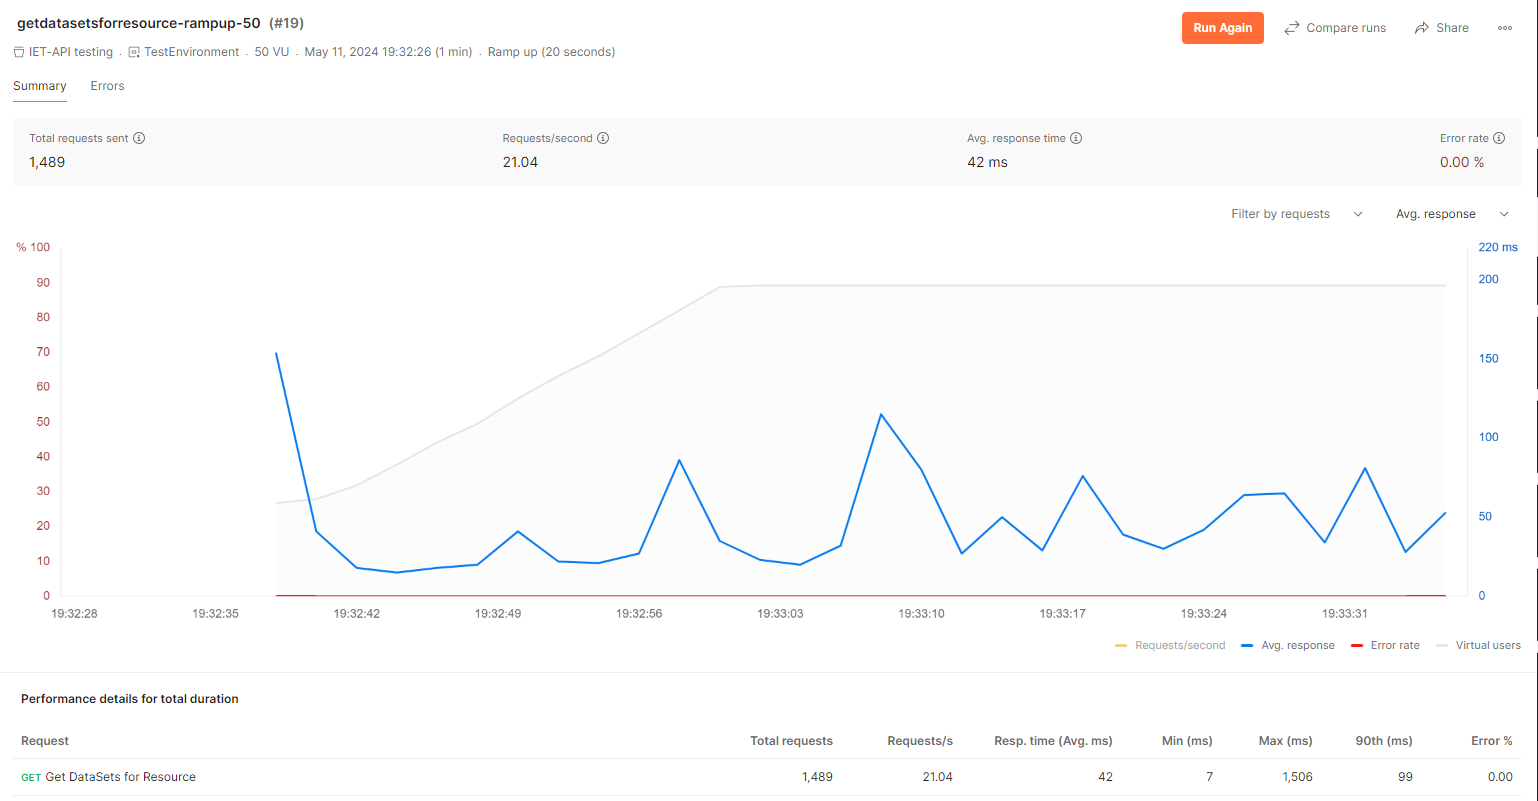 getdatasetsforresource-rampup-50 (#19)
Run Again Compare runs Share
IET-API testing . TestEnvironment . 50 VU . May 11, 2024 19:32:26 (1 min) . Ramp up (20 seconds)
Summary Errors
Total requests sent Requests/second Avg. response time Error rate
1,489 21.04 42 ms 0.00 %
Filter by requests Avg. response
% 100 220 ms
90 200
80
70 150
60
50 100
40
30
20 50
10
0 0
19:32:28 19:32:35 19:32:42 19:32:49 19:32:56 19:33:03 19:33:10 19:33:17 19:33:24 19:33:31
Requests/second Avg. response Error rate Virtual users
Performance details for total duration
Request Total requests Requests/s Resp. time (Avg. ms) Min (ms) Max (ms) 90th (ms) Error %
GET Get DataSets for Resource 1,489 21.04 42 7 1,506 99 0.00